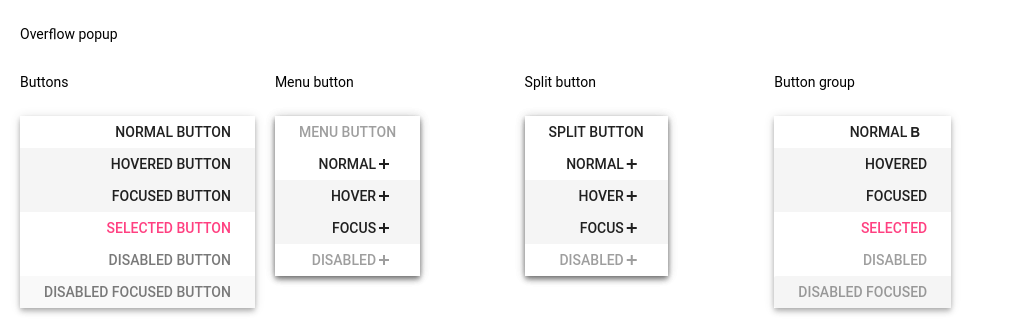 Overflow popup
Buttons
NORMAL BUTTON
HOVERED BUTTON
FOCUSED BUTTON
SELECTED BUTTON
DISABLED BUTTON
DISABLED FOCUSED BUTTON
Menu button
MENU BUTTON
NORMAL +
HOVER +
FOCUS +
DISABLED +
Split button
SPLIT BUTTON
NORMAL +
HOVER +
FOCUS +
DISABLED +
Button group
NORMAL B
HOVERED
FOCUSED
SELECTED
DISABLED
DISABLED FOCUSED